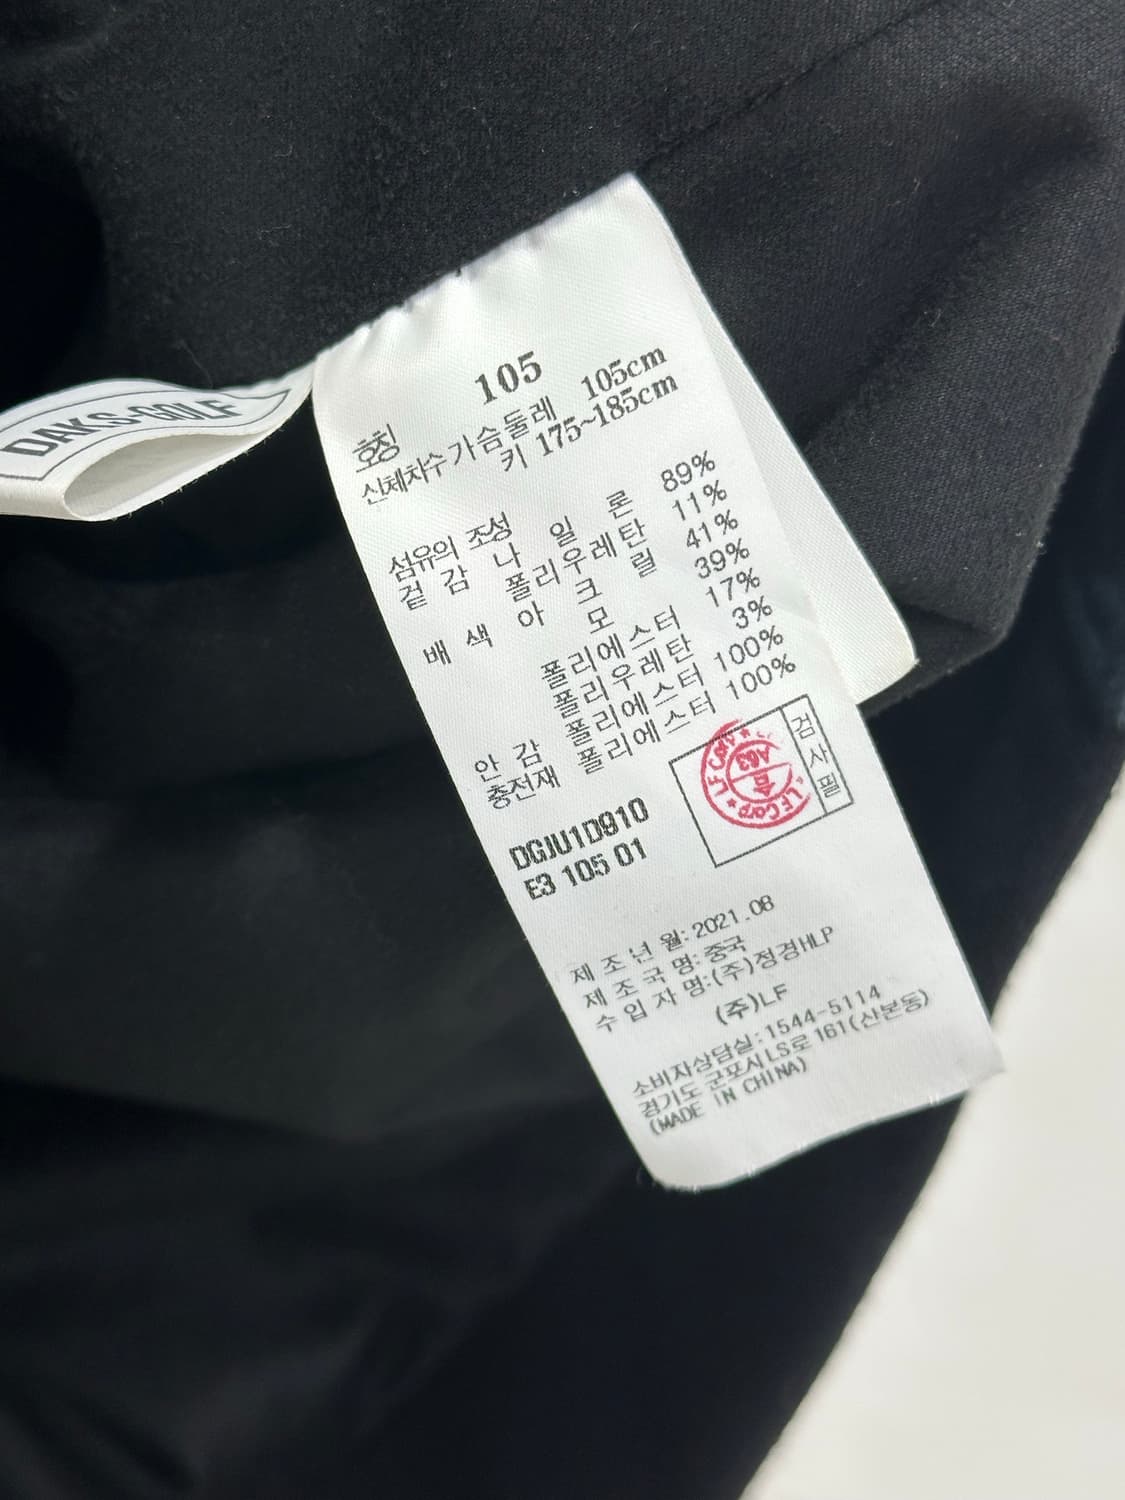 DAKS-GOLF
호칭 105
신체치수 가슴둘레 105cm
키 175~185cm
섬유의 조성
겉감 나일론 89%
폴리우레탄 11%
배색 아크릴 41%
모 39%
폴리에스터 17%
폴리우레탄 3%
안감 폴리에스터 100%
충전재 폴리에스터 100%
검사필
LF Corp ★ LF Corp ★
A63
합
DGJU1D910
E3 105 01
제조년월: 2021.08
제조국명: 중국
수입자명: (주)정경HLP
(주)LF
소비자상담실: 1544-5114
경기도 군포시 LS로 161(산본동)
(MADE IN CHINA)